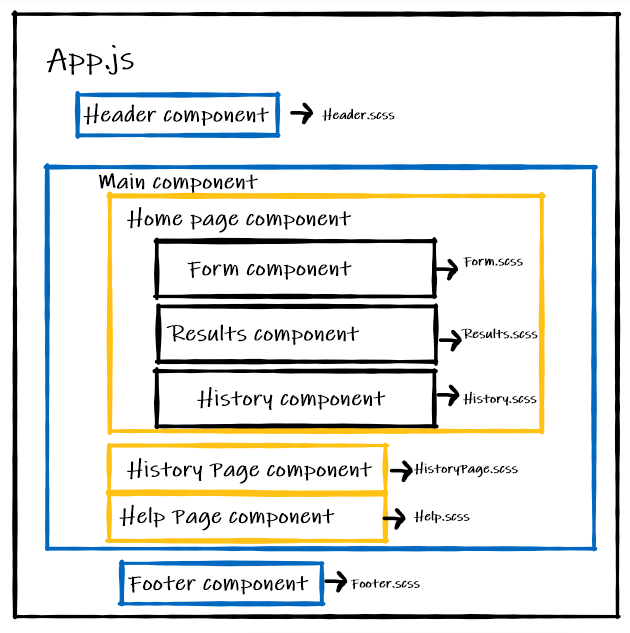 App.js
Header component
Header.scss
Main component
Home page component
Form component
Form.scss
Results component
Results.scss
History component
History.scss
History Page component
HistoryPage.scss
Help Page component
Help.scss
Footer component
Footer.scss